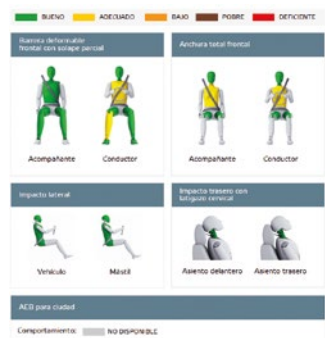 BUENO ADECUADO BAJO POBRE DEFICIENTE
Barrera deformable
frontal con solape parcial
Anchura total frontal
Acompañante Conductor
Acompañante Conductor
Impacto lateral
Impacto trasero con
latigazo cervical
Vehículo Mástil
Asiento delantero Asiento trasero
AEB para ciudad
Comportamiento: NO DISPONIBLE